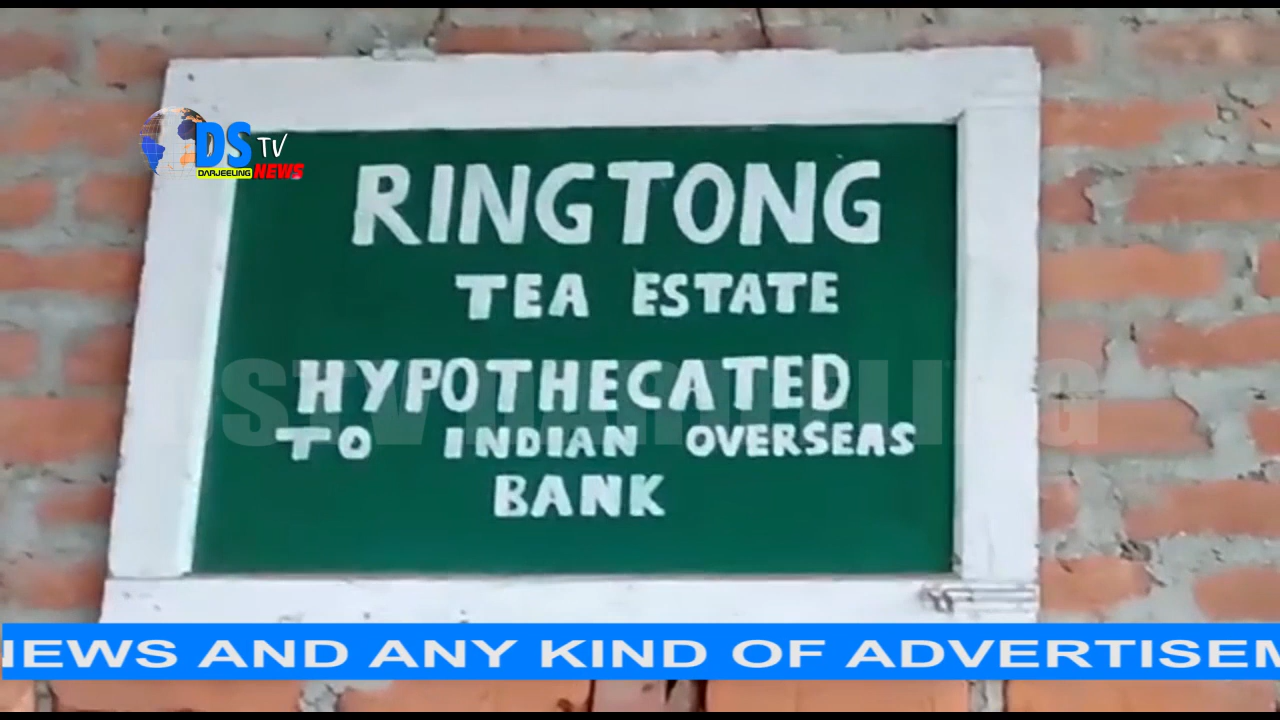 DS TV
DARJEELING NEWS
RINGTONG
TEA ESTATE
HYPOTHECATED
TO INDIAN OVERSEAS
BANK
NEWS AND ANY KIND OF ADVERTISEM